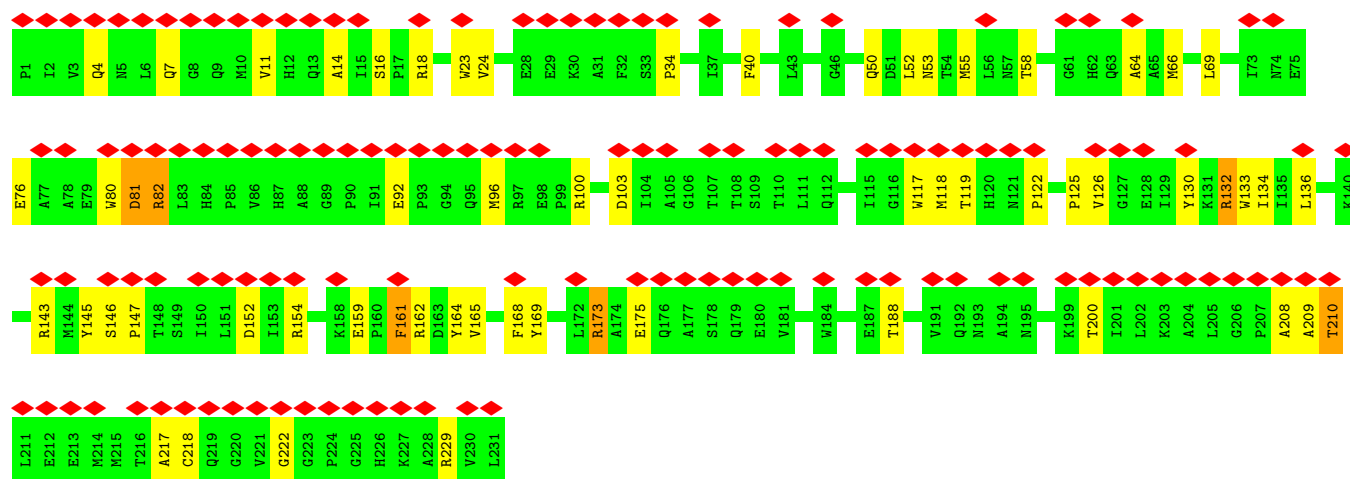 P1 I2 V3 Q4 N5 L6 Q7 G8 Q9 M10 V11 H12 Q13 A14 I15 S16 P17 R18 W23 V24 E28 E29 K30 A31 F32 S33 P34 I37 F40 L43 G46 Q50 D51 L52 N53 T54 M55 L56 N57 T58 G61 H62 Q63 A64 A65 M66 L69 I73 N74 E75
E76 A77 A78 E79 W80 D81 R82 L83 H84 P85 V86 H87 A88 G89 P90 I91 E92 P93 G94 Q95 M96 R97 E98 P99 R100 D103 I104 A105 G106 T107 T108 S109 T110 L111 Q112 I115 G116 W117 M118 T119 H120 N121 P122 P125 V126 G127 E128 I129 Y130 K131 R132 W133 I134 I135 L136 K140
R143 M144 Y145 S146 P147 T148 S149 I150 L151 D152 I153 R154 K158 E159 P160 F161 R162 D163 Y164 V165 F168 Y169 L172 R173 A174 E175 Q176 A177 S178 Q179 E180 V181 W184 E187 T188 V191 Q192 N193 A194 N195 K199 T200 I201 L202 K203 A204 L205 G206 P207 A208 A209 T210
L211 E212 E213 M214 M215 T216 A217 C218 Q219 G220 V221 G222 G223 P224 G225 H226 K227 A228 R229 V230 L231